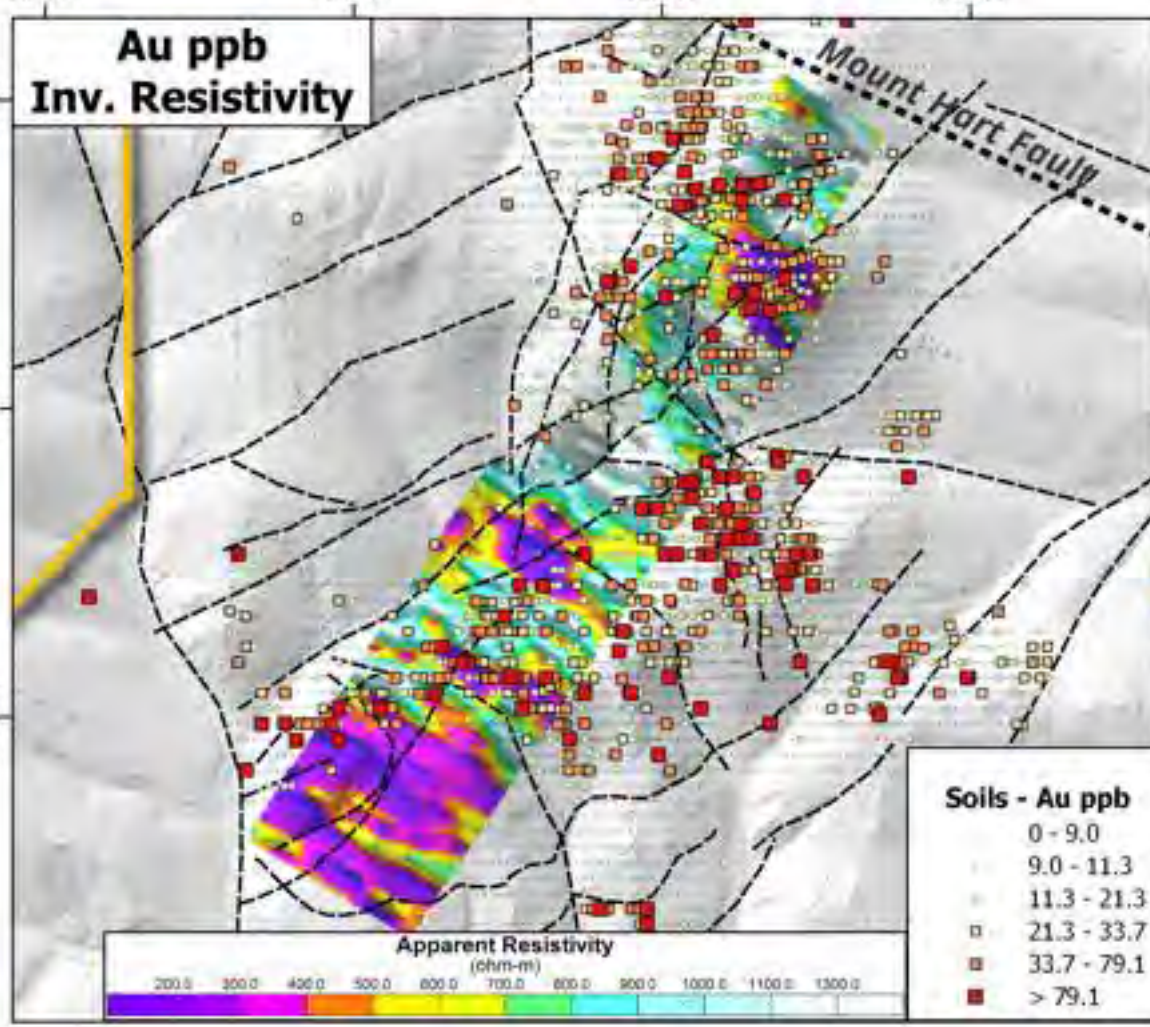 Au ppb
Inv. Resistivity
Mount Hart Fault
Soils - Au ppb
0 - 9.0
9.0 - 11.3
11.3 - 21.3
21.3 - 33.7
33.7 - 79.1
> 79.1
Apparent Resistivity
(ohm-m)
200.0 300.0 400.0 500.0 600.0 700.0 800.0 900.0 1000.0 1100.0 1300.0